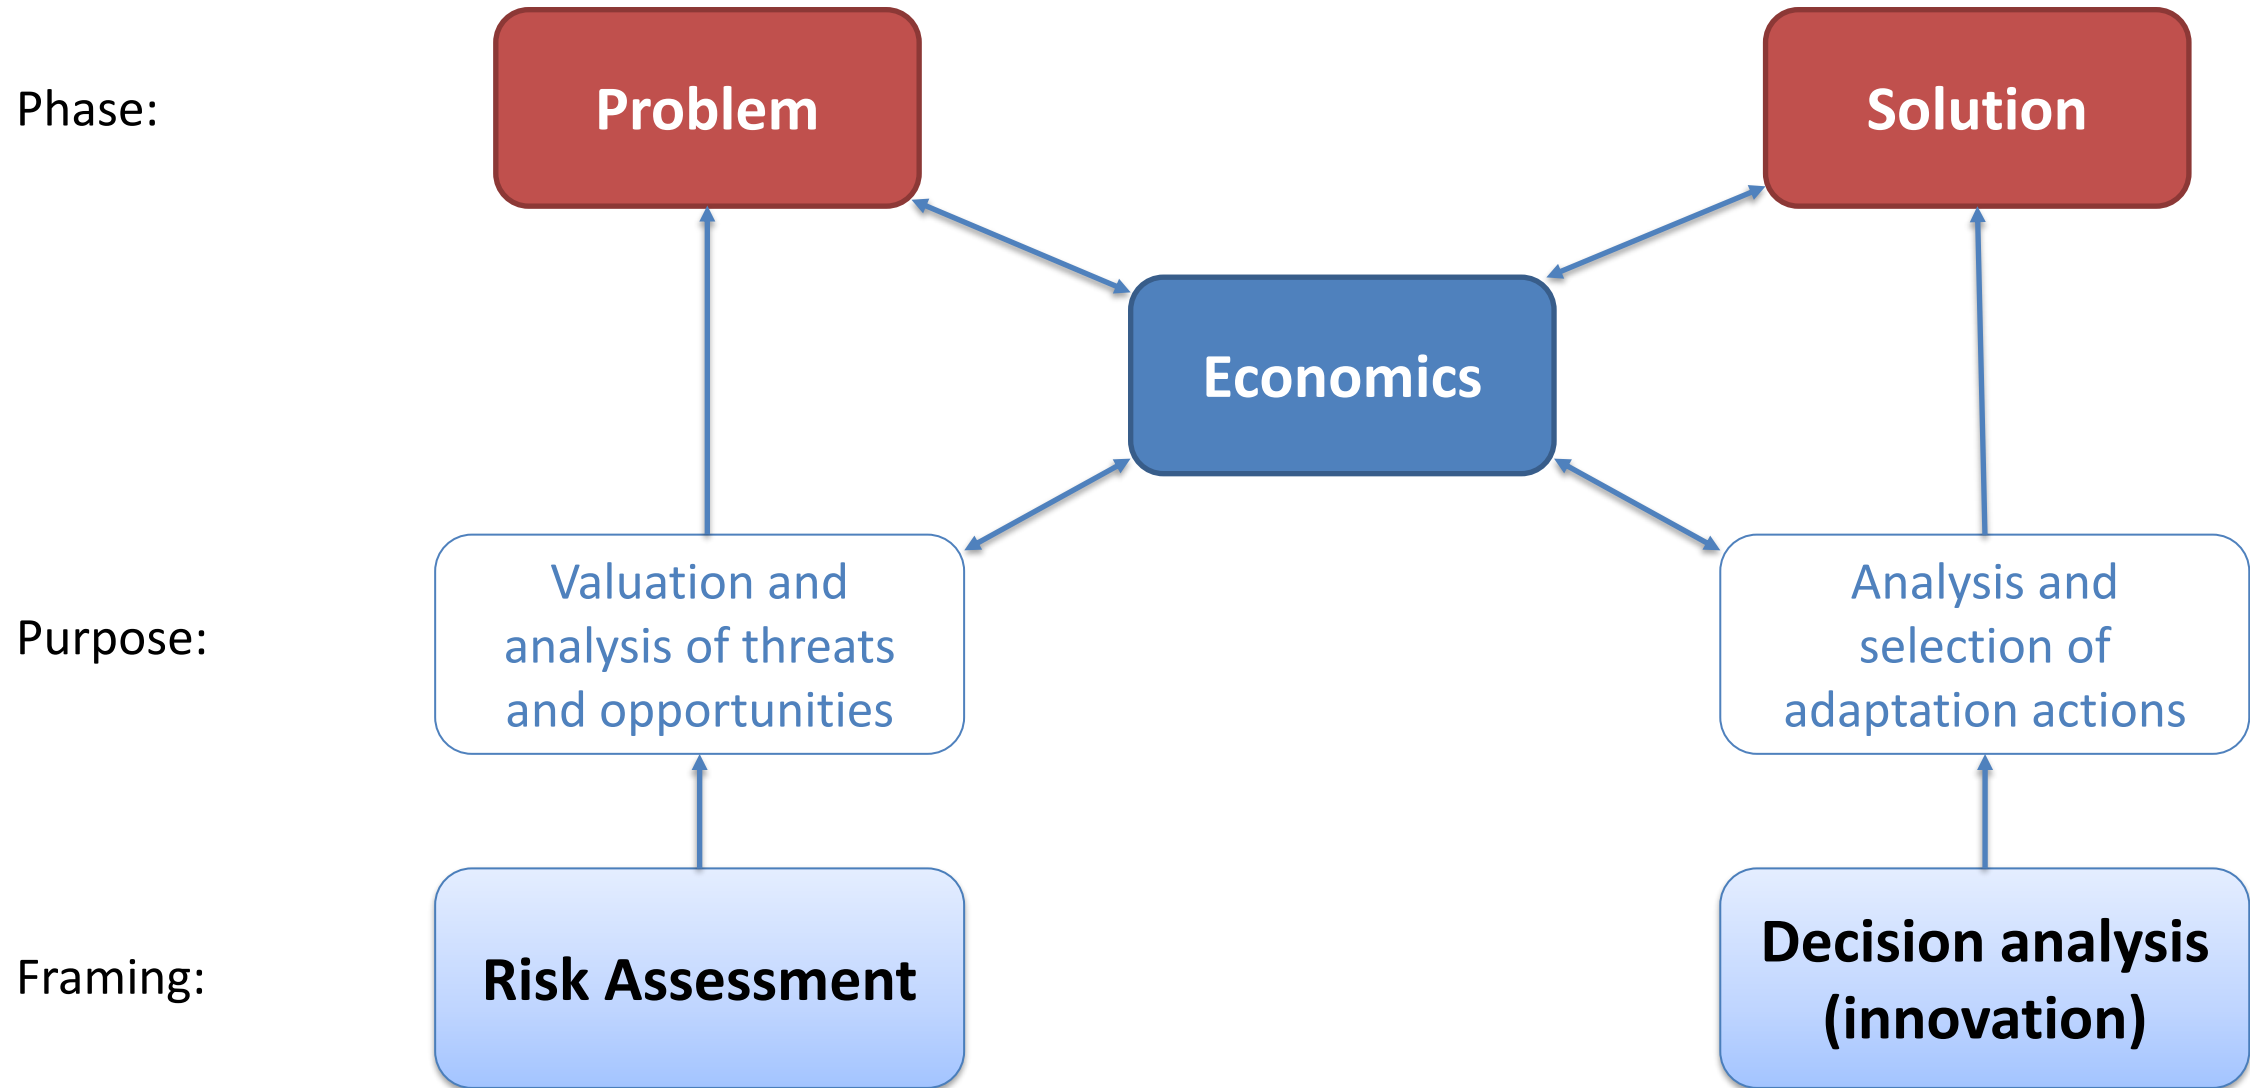 Phase:
Problem
Solution
Economics
Purpose:
Valuation and
analysis of threats
and opportunities
Analysis and
selection of
adaptation actions
Framing:
Risk Assessment
Decision analysis
(innovation)